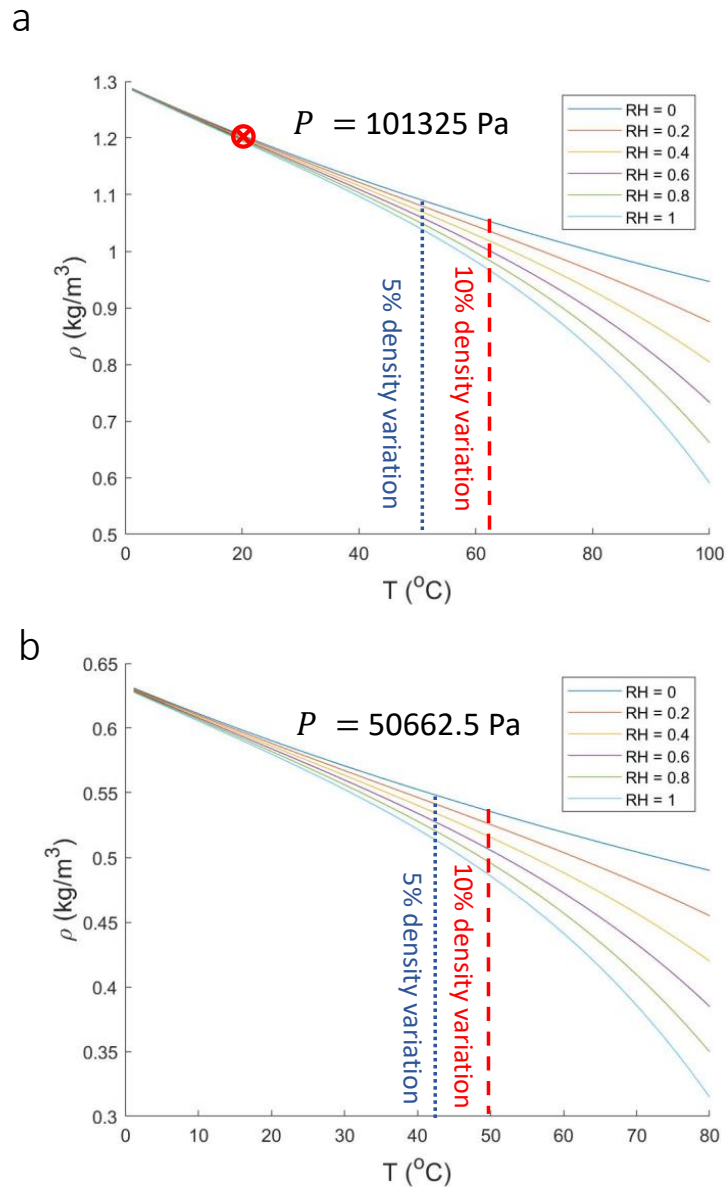 a
1.3
1.2
1.1
1
0.9
0.8
0.7
0.6
0.5
ρ (kg/m³)
P = 101325 Pa
RH = 0
RH = 0.2
RH = 0.4
RH = 0.6
RH = 0.8
RH = 1
5% density variation
10% density variation
0 20 40 60 80 100
T (°C)
b
0.65
0.6
0.55
0.5
0.45
0.4
0.35
0.3
ρ (kg/m³)
P = 50662.5 Pa
RH = 0
RH = 0.2
RH = 0.4
RH = 0.6
RH = 0.8
RH = 1
5% density variation
10% density variation
0 10 20 30 40 50 60 70 80
T (°C)